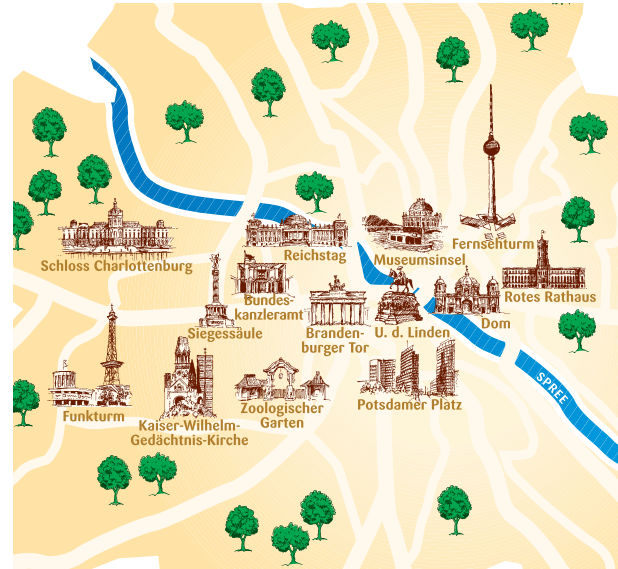 Fernsehturm
Reichstag
Museumsinsel
Schloss Charlottenburg
Rotes Rathaus
Bundes-
kanzleramt
Siegessäule
Branden-
burger Tor
U. d. Linden
Dom
SPREE
Funkturm
Kaiser-Wilhelm-
Gedächtnis-Kirche
Zoologischer
Garten
Potsdamer Platz